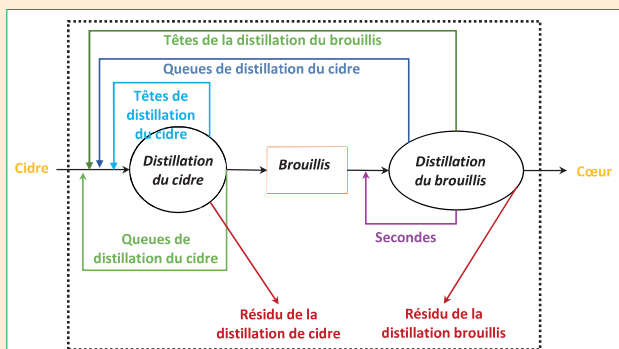 Têtes de la distillation du brouillis
Queues de distillation du cidre
Têtes de
distillation
du cidre
Cidre
Distillation
du cidre
Brouillis
Distillation
du brouillis
Cœur
Queues de
distillation du cidre
Secondes
Résidu de la
distillation de cidre
Résidu de la
distillation brouillis